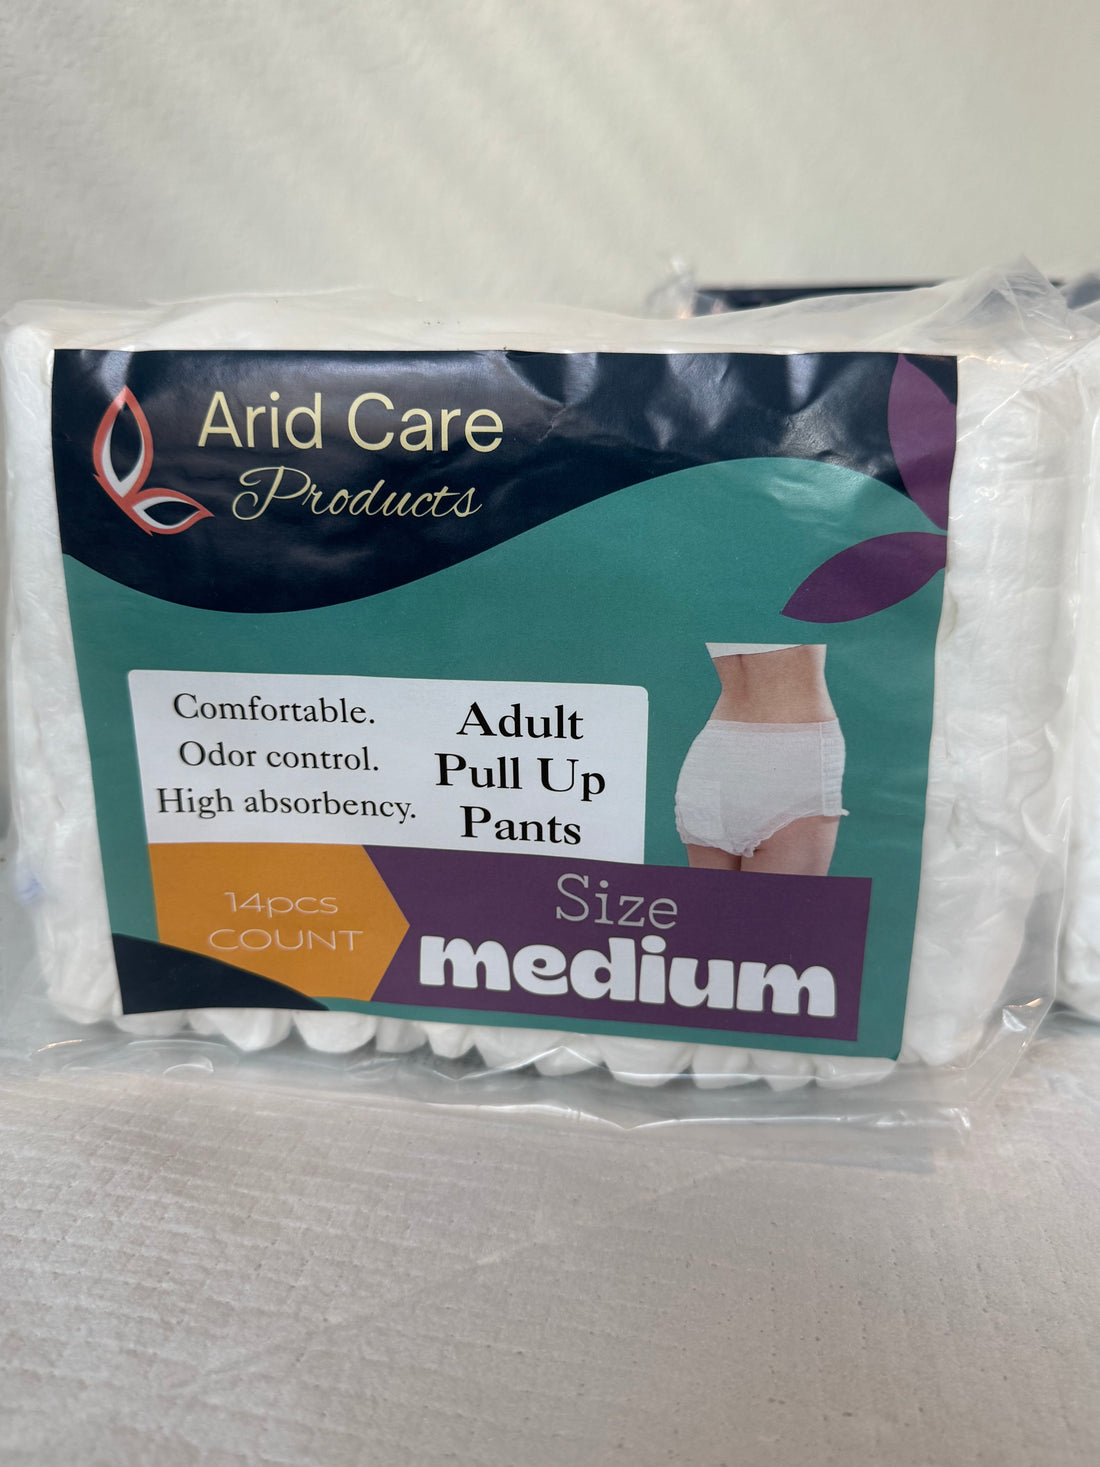 Arid Care
Products
Comfortable.
Odor control.
High absorbency.
Adult
Pull Up
Pants
14pcs
COUNT
Size
medium